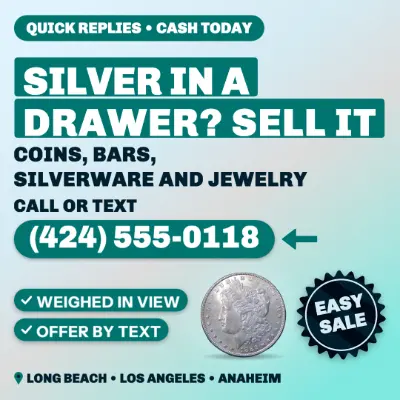 QUICK REPLIES • CASH TODAY
SILVER IN A
DRAWER? SELL IT
COINS, BARS,
SILVERWARE AND JEWELRY
CALL OR TEXT
(424) 555-0118
WEIGHED IN VIEW
OFFER BY TEXT
EASY
SALE
LONG BEACH • LOS ANGELES • ANAHEIM